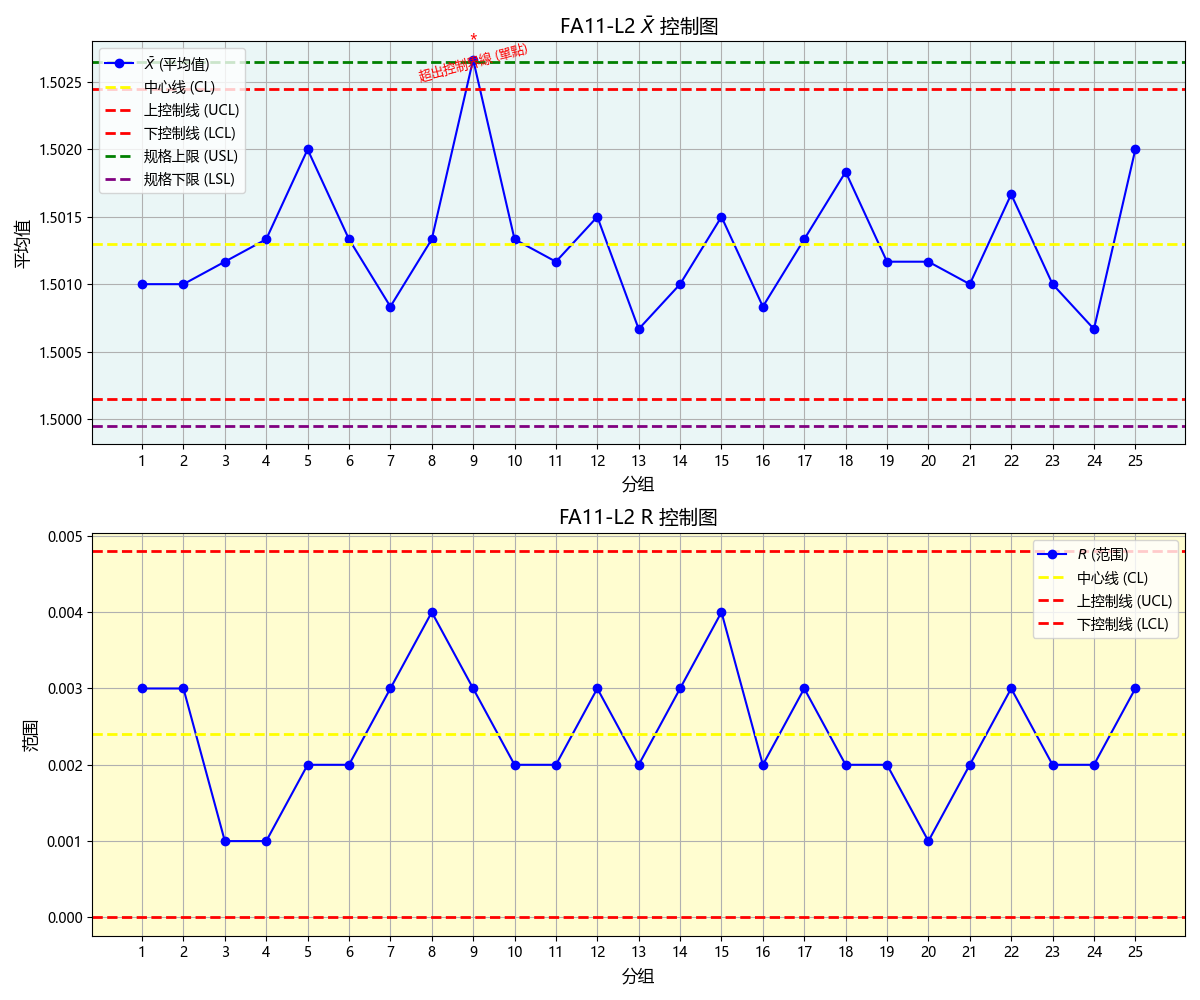 FA11-L2 X̄ 控制图
*
超出控制界線 (單點)
X̄ (平均值)
中心线 (CL)
上控制线 (UCL)
下控制线 (LCL)
规格上限 (USL)
规格下限 (LSL)
平均值
1.5025
1.5020
1.5015
1.5010
1.5005
1.5000
1 2 3 4 5 6 7 8 9 10 11 12 13 14 15 16 17 18 19 20 21 22 23 24 25
分组
FA11-L2 R 控制图
R (范围)
中心线 (CL)
上控制线 (UCL)
下控制线 (LCL)
范围
0.005
0.004
0.003
0.002
0.001
0.000
1 2 3 4 5 6 7 8 9 10 11 12 13 14 15 16 17 18 19 20 21 22 23 24 25
分组